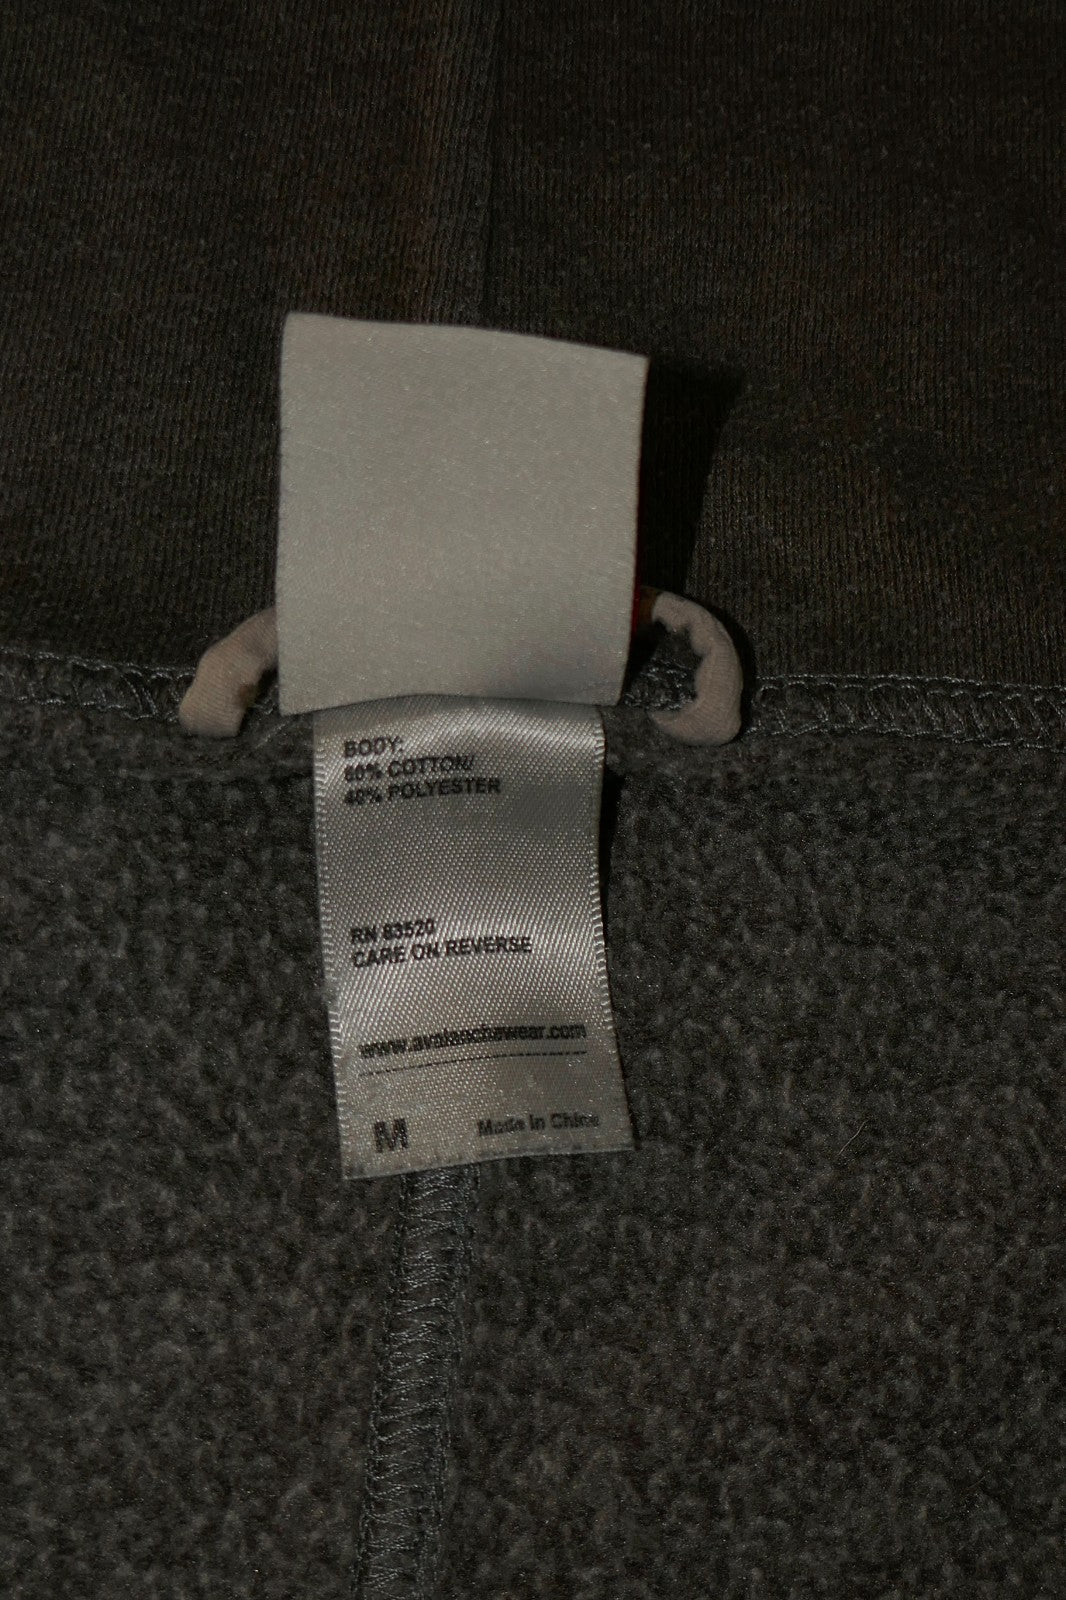 BODY:
60% COTTON/
40% POLYESTER
RN 83520
CARE ON REVERSE
www.avalanchewear.com
M
Made in China